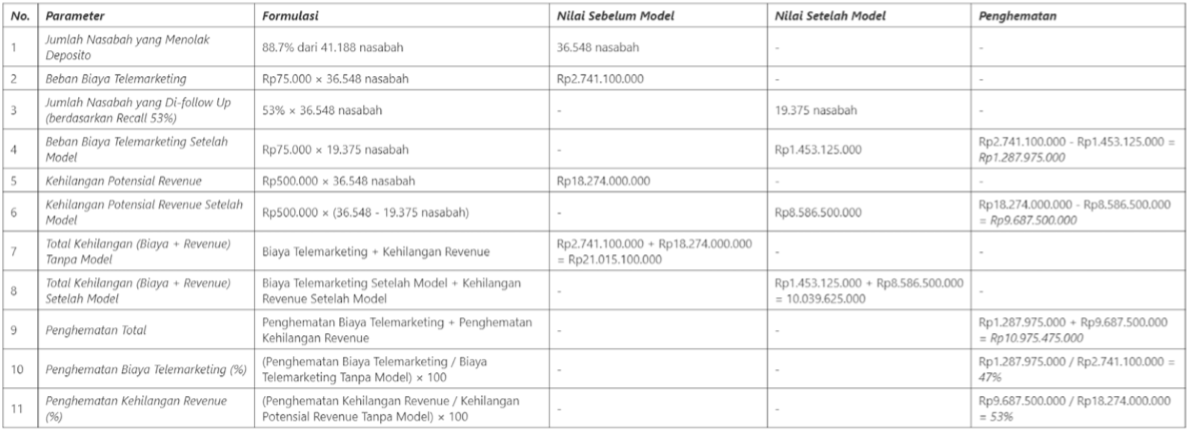 No. Parameter Formulasi Nilai Sebelum Model Nilai Setelah Model Penghematan
1 Jumlah Nasabah yang Menolak Deposito 88.7% dari 41.188 nasabah 36.548 nasabah - -
2 Beban Biaya Telemarketing Rp75.000 × 36.548 nasabah Rp2.741.100.000 - -
3 Jumlah Nasabah yang Di-follow Up (berdasarkan Recall 53%) 53% × 36.548 nasabah - 19.375 nasabah -
4 Beban Biaya Telemarketing Setelah Model Rp75.000 × 19.375 nasabah - Rp1.453.125.000 Rp2.741.100.000 - Rp1.453.125.000 = Rp1.287.975.000
5 Kehilangan Potensial Revenue Rp500.000 × 36.548 nasabah Rp18.274.000.000 - -
6 Kehilangan Potensial Revenue Setelah Model Rp500.000 × (36.548 - 19.375 nasabah) - Rp8.586.500.000 Rp18.274.000.000 - Rp8.586.500.000 = Rp9.687.500.000
7 Total Kehilangan (Biaya + Revenue) Tanpa Model Biaya Telemarketing + Kehilangan Revenue Rp2.741.100.000 + Rp18.274.000.000 = Rp21.015.100.000 - -
8 Total Kehilangan (Biaya + Revenue) Setelah Model Biaya Telemarketing Setelah Model + Kehilangan Revenue Setelah Model - Rp1.453.125.000 + Rp8.586.500.000 = 10.039.625.000 -
9 Penghematan Total Penghematan Biaya Telemarketing + Penghematan Kehilangan Revenue - - Rp1.287.975.000 + Rp9.687.500.000 = Rp10.975.475.000
10 Penghematan Biaya Telemarketing (%) (Penghematan Biaya Telemarketing / Biaya Telemarketing Tanpa Model) × 100 - - Rp1.287.975.000 / Rp2.741.100.000 = 47%
11 Penghematan Kehilangan Revenue (%) (Penghematan Kehilangan Revenue / Kehilangan Potensial Revenue Tanpa Model) × 100 - - Rp9.687.500.000 / Rp18.274.000.000 = 53%